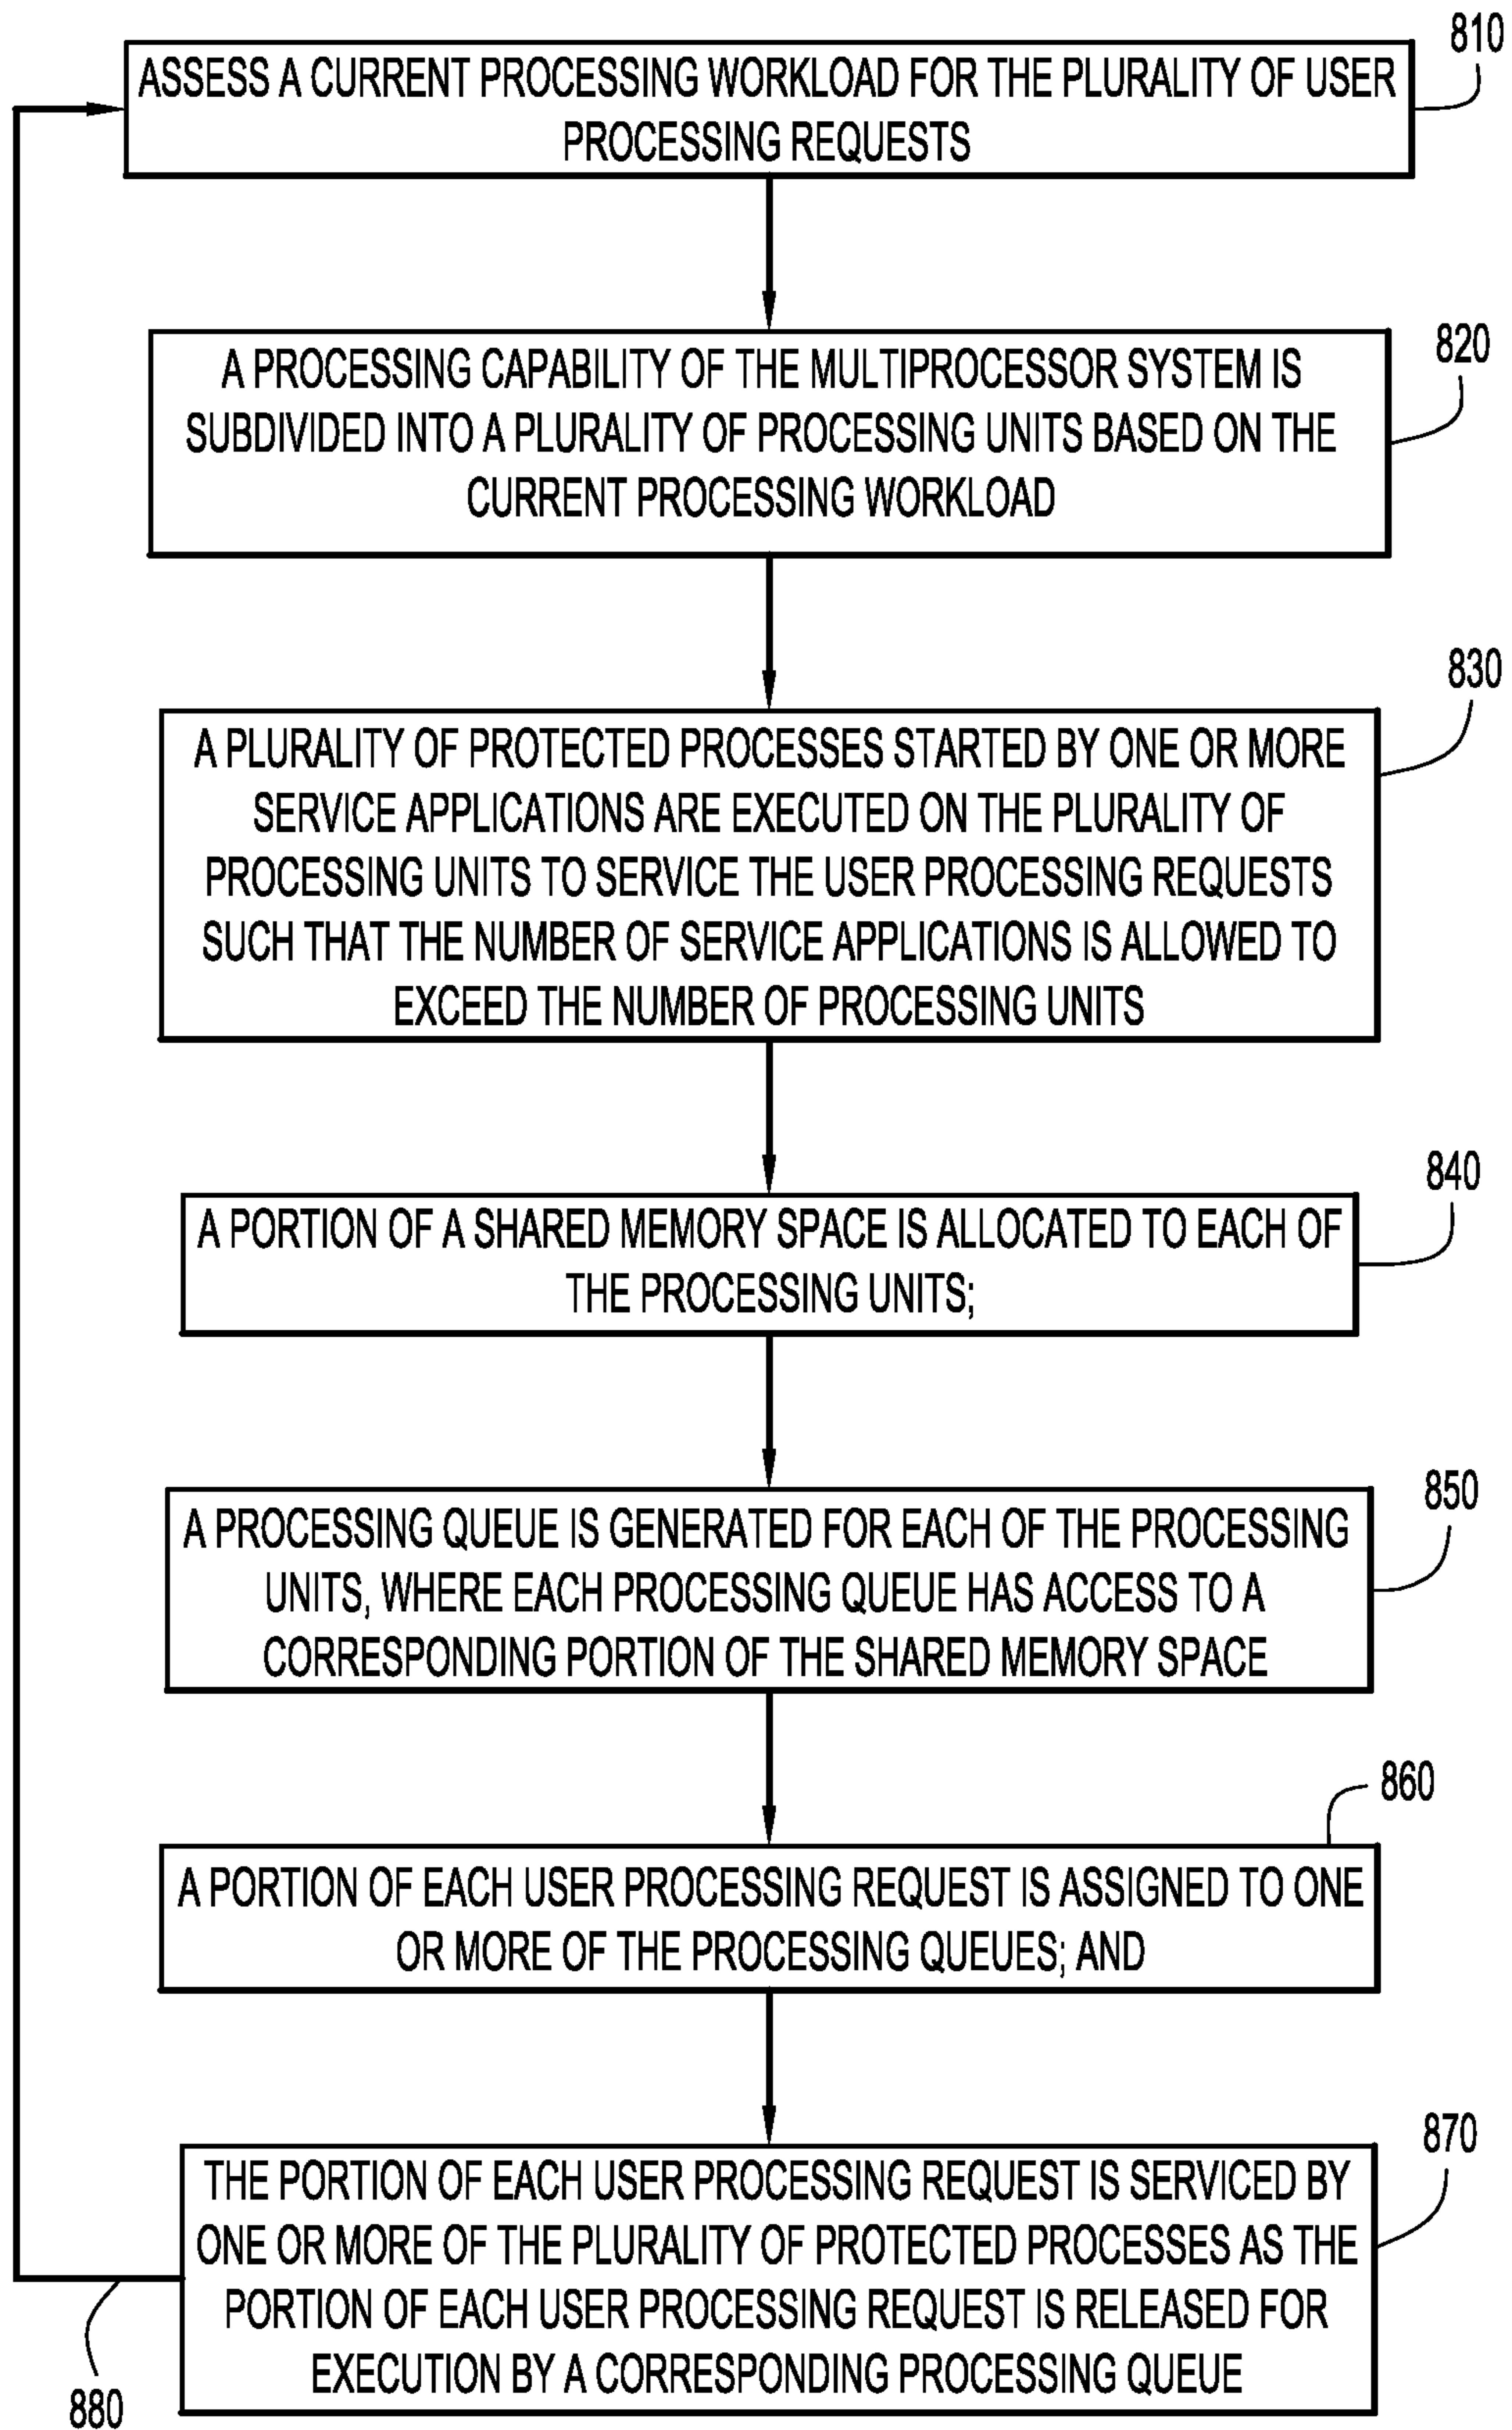 810
ASSESS A CURRENT PROCESSING WORKLOAD FOR THE PLURALITY OF USER
PROCESSING REQUESTS
820
A PROCESSING CAPABILITY OF THE MULTIPROCESSOR SYSTEM IS
SUBDIVIDED INTO A PLURALITY OF PROCESSING UNITS BASED ON THE
CURRENT PROCESSING WORKLOAD
830
A PLURALITY OF PROTECTED PROCESSES STARTED BY ONE OR MORE
SERVICE APPLICATIONS ARE EXECUTED ON THE PLURALITY OF
PROCESSING UNITS TO SERVICE THE USER PROCESSING REQUESTS
SUCH THAT THE NUMBER OF SERVICE APPLICATIONS IS ALLOWED TO
EXCEED THE NUMBER OF PROCESSING UNITS
840
A PORTION OF A SHARED MEMORY SPACE IS ALLOCATED TO EACH OF
THE PROCESSING UNITS;
850
A PROCESSING QUEUE IS GENERATED FOR EACH OF THE PROCESSING
UNITS, WHERE EACH PROCESSING QUEUE HAS ACCESS TO A
CORRESPONDING PORTION OF THE SHARED MEMORY SPACE
860
A PORTION OF EACH USER PROCESSING REQUEST IS ASSIGNED TO ONE
OR MORE OF THE PROCESSING QUEUES; AND
870
THE PORTION OF EACH USER PROCESSING REQUEST IS SERVICED BY
ONE OR MORE OF THE PLURALITY OF PROTECTED PROCESSES AS THE
PORTION OF EACH USER PROCESSING REQUEST IS RELEASED FOR
EXECUTION BY A CORRESPONDING PROCESSING QUEUE
880